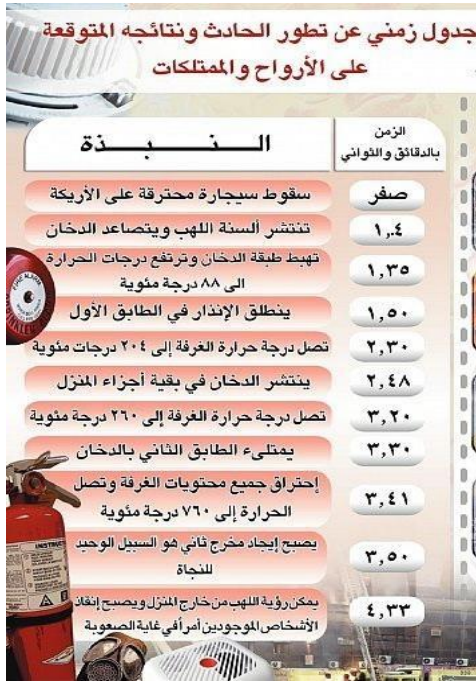 جدول زمني عن تطور الحادث ونتائجه المتوقعة
على الأرواح والممتلكات
الزمن
بالدقائق والثواني
النبذة
صفر
سقوط سيجارة محترقة على الأريكة
١,٠٤
تنتشر ألسنة اللهب ويتصاعد الدخان
١,٣٥
تهبط طبقة الدخان وترتفع درجات الحرارة
الى ٨٨ درجة مئوية
١,٥٠
ينطلق الإنذار في الطابق الأول
٢,٣٠
تصل درجة حرارة الغرفة إلى ٢٠٤ درجات مئوية
٢,٤٨
ينتشر الدخان في بقية أجزاء المنزل
٣,٢٠
تصل درجة حرارة الغرفة إلى ٢٦٠ درجة مئوية
٣,٣٠
يمتلىء الطابق الثاني بالدخان
٣,٤١
إحتراق جميع محتويات الغرفة وتصل
الحرارة إلى ٧٦٠ درجة مئوية
٣,٥٠
يصبح إيجاد مخرج ثاني هو السبيل الوحيد
للنجاة
٤,٣٣
يمكن رؤية اللهب من خارج المنزل ويصبح إنقاذ
الأشخاص الموجودين أمراً في غاية الصعوبة